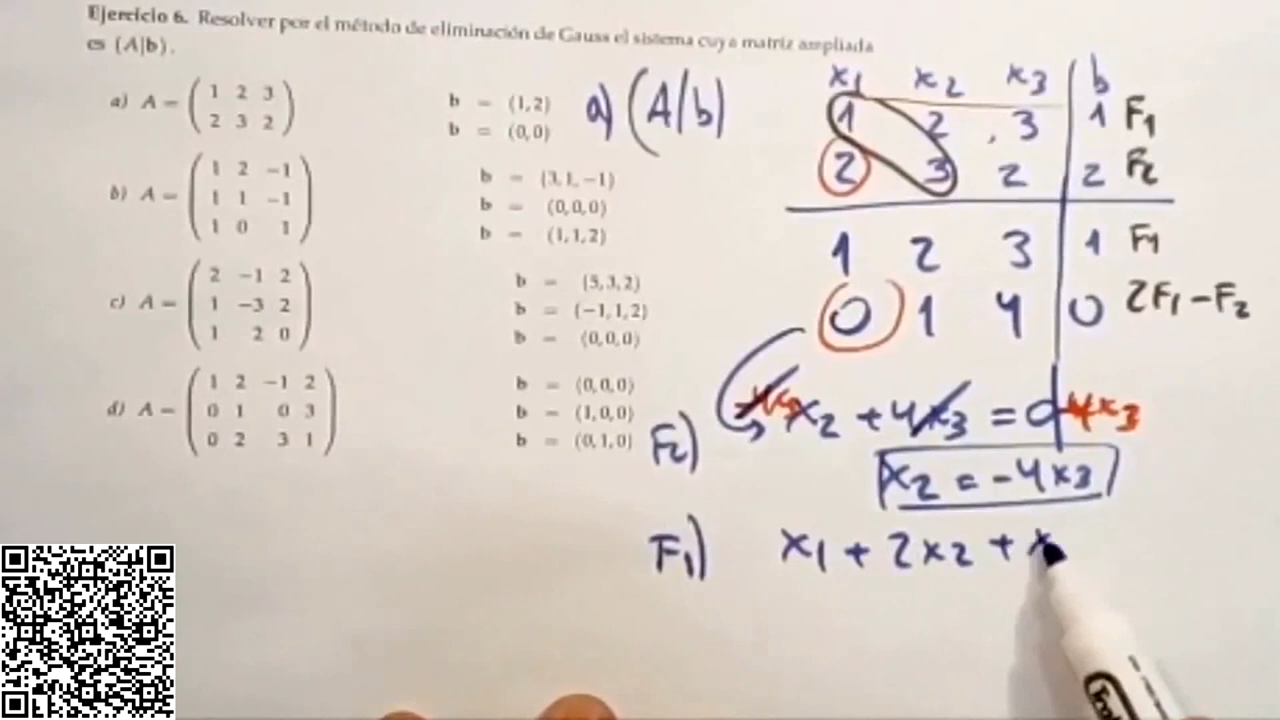 Ejercicio 6. Resolver por el método de eliminación de Gauss el sistema cuya matriz ampliada
es (A|b).
a) A = ( 1 2 3
2 3 2 )
b = (1,2)
b = (0,0)
b) A = ( 1 2 −1
1 1 −1
1 0 1 )
b = (3,1,−1)
b = (0,0,0)
b = (1,1,2)
c) A = ( 2 −1 2
1 −3 2
1 2 0 )
b = (5,3,2)
b = (−1,1,2)
b = (0,0,0)
d) A = ( 1 2 −1 2
0 1 0 3
0 2 3 1 )
b = (0,0,0)
b = (1,0,0)
b = (0,1,0)
a) (A|b)
x1 x2 x3 | b
1 2 3 | 1 F1
2 3 2 | 2 F2
1 2 3 | 1 F1
0 1 4 | 0 2F1−F2
F2) x2 + 4x3 = 0 −4x3
x2 = −4x3
F1) x1 + 2x2 + x